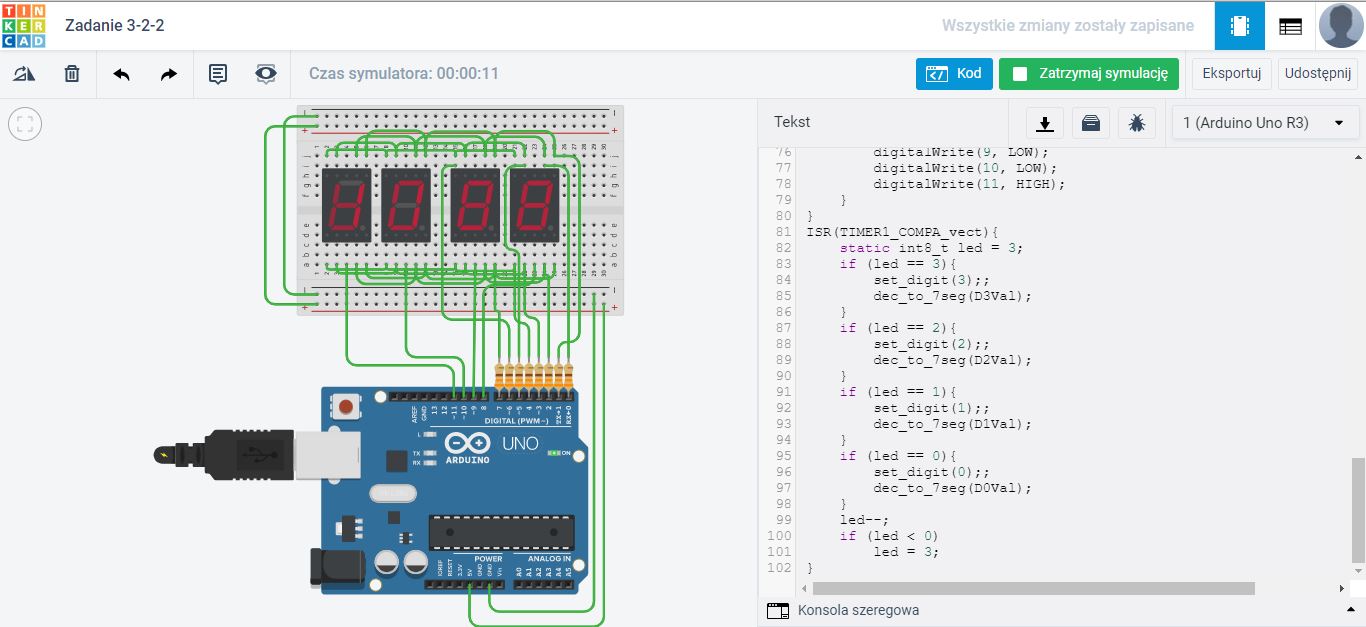 TINKERCAD
Zadanie 3-2-2
Wszystkie zmiany zostały zapisane
Czas symulatora: 00:00:11
Kod
Zatrzymaj symulację
Eksportuj
Udostępnij
Tekst
1 (Arduino Uno R3)
76 digitalWrite(9, LOW);
77 digitalWrite(10, LOW);
78 digitalWrite(11, HIGH);
79 }
80 }
81 ISR(TIMER1_COMPA_vect){
82 static int8_t led = 3;
83 if (led == 3){
84 set_digit(3);;
85 dec_to_7seg(D3Val);
86 }
87 if (led == 2){
88 set_digit(2);;
89 dec_to_7seg(D2Val);
90 }
91 if (led == 1){
92 set_digit(1);;
93 dec_to_7seg(D1Val);
94 }
95 if (led == 0){
96 set_digit(0);;
97 dec_to_7seg(D0Val);
98 }
99 led--;
100 if (led < 0)
101 led = 3;
102 }
Konsola szeregowa
AREF
GND
13
12
~11
~10
~9
8
7
~6
~5
4
~3
2
TX→1
RX←0
DIGITAL (PWM ~)
L
TX
RX
ARDUINO
UNO
ON
POWER
ANALOG IN
IOREF
RESET
3.3V
5V
GND
GND
Vin
A0
A1
A2
A3
A4
A5